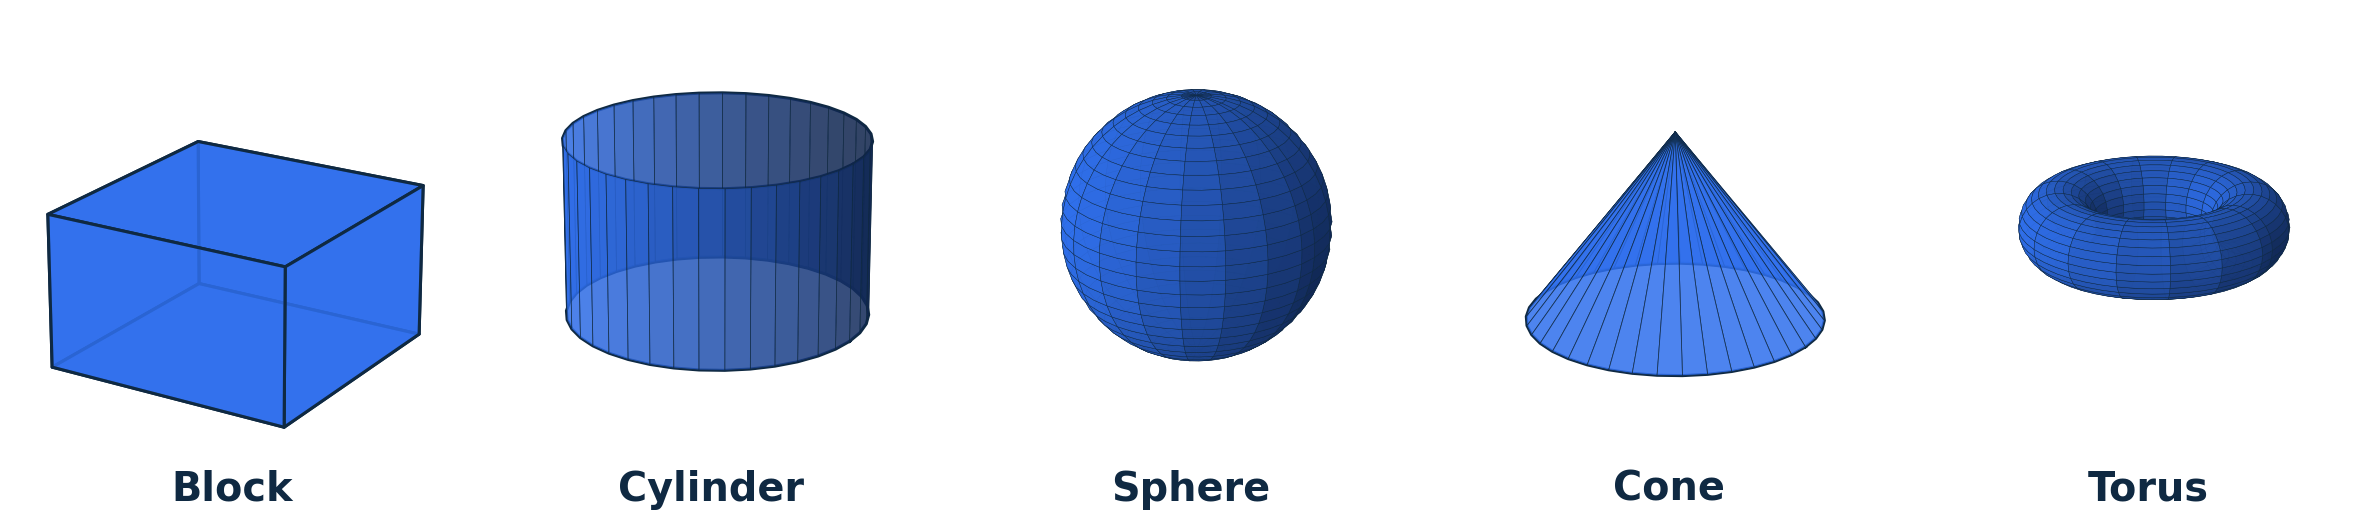 Block
Cylinder
Sphere
Cone
Torus